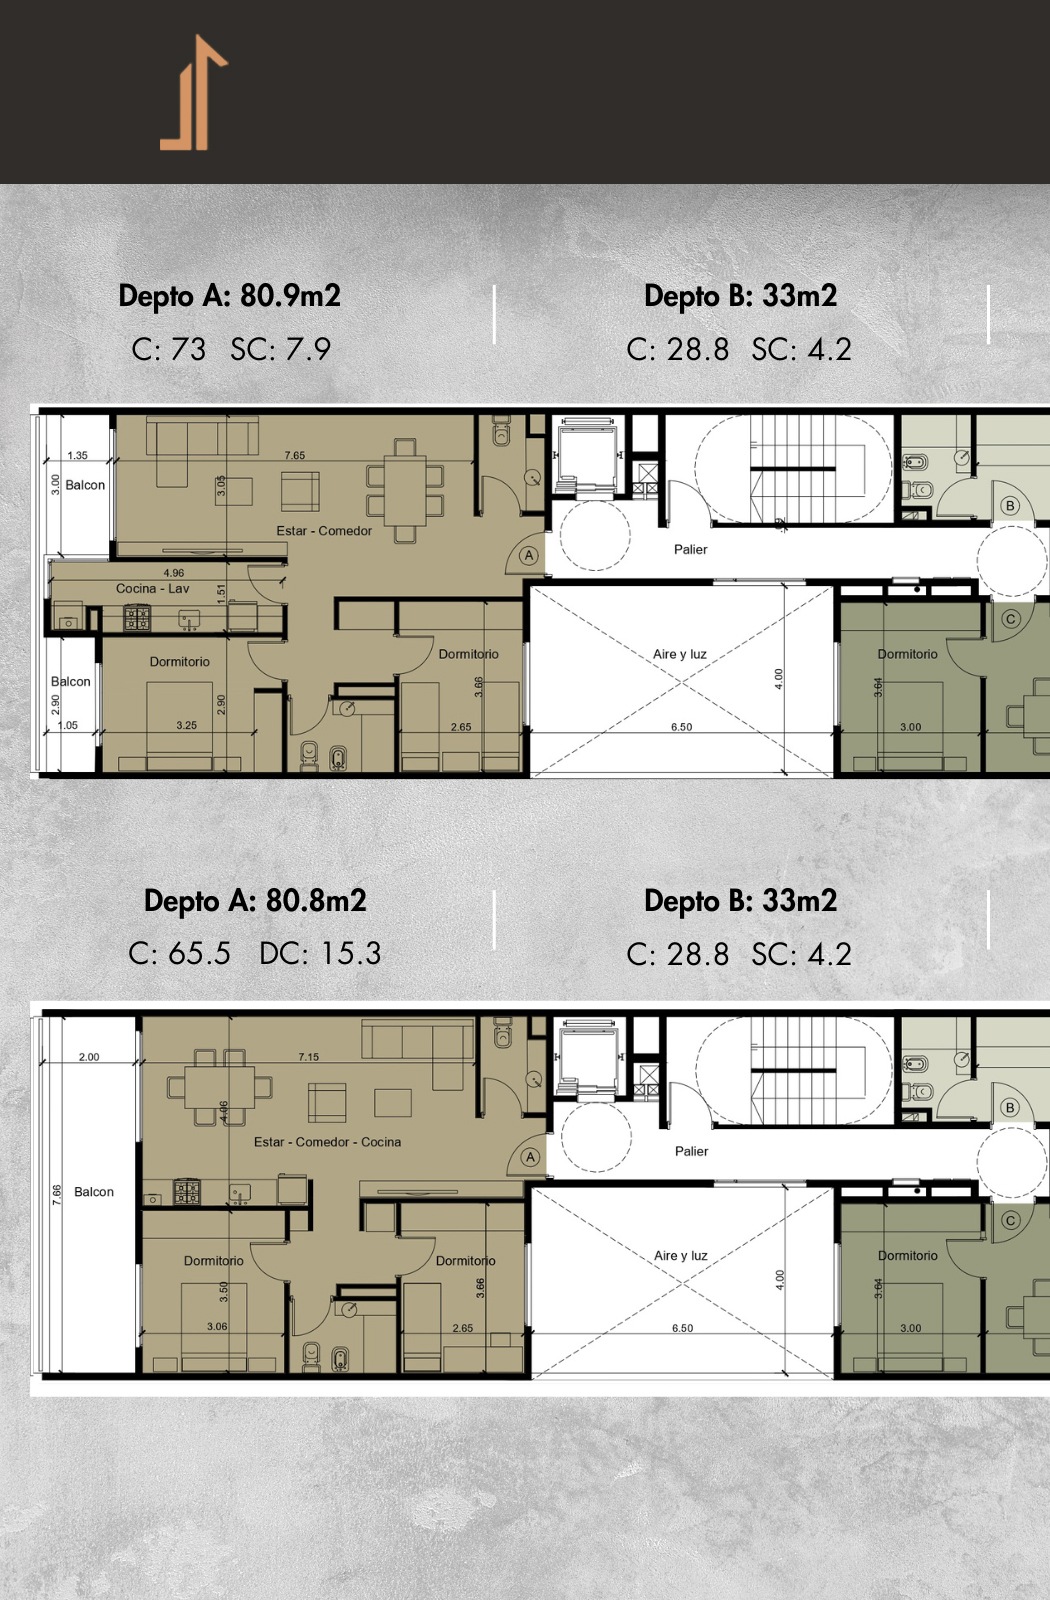 Depto A: 80.9m2
C: 73 SC: 7.9
Depto B: 33m2
C: 28.8 SC: 4.2
1.35
3.00
Balcon
7.65
3.05
Estar - Comedor
A
Palier
B
4.96
Cocina - Lav
1.51
C
Dormitorio
Balcon
2.90
1.05
3.25
2.90
Dormitorio
3.66
2.65
Aire y luz
4.00
6.50
Dormitorio
3.64
3.00
Depto A: 80.8m2
C: 65.5 DC: 15.3
Depto B: 33m2
C: 28.8 SC: 4.2
2.00
7.15
4.06
Estar - Comedor - Cocina
A
Palier
B
7.66
Balcon
C
Dormitorio
3.50
3.06
Dormitorio
3.66
2.65
Aire y luz
4.00
6.50
Dormitorio
3.64
3.00